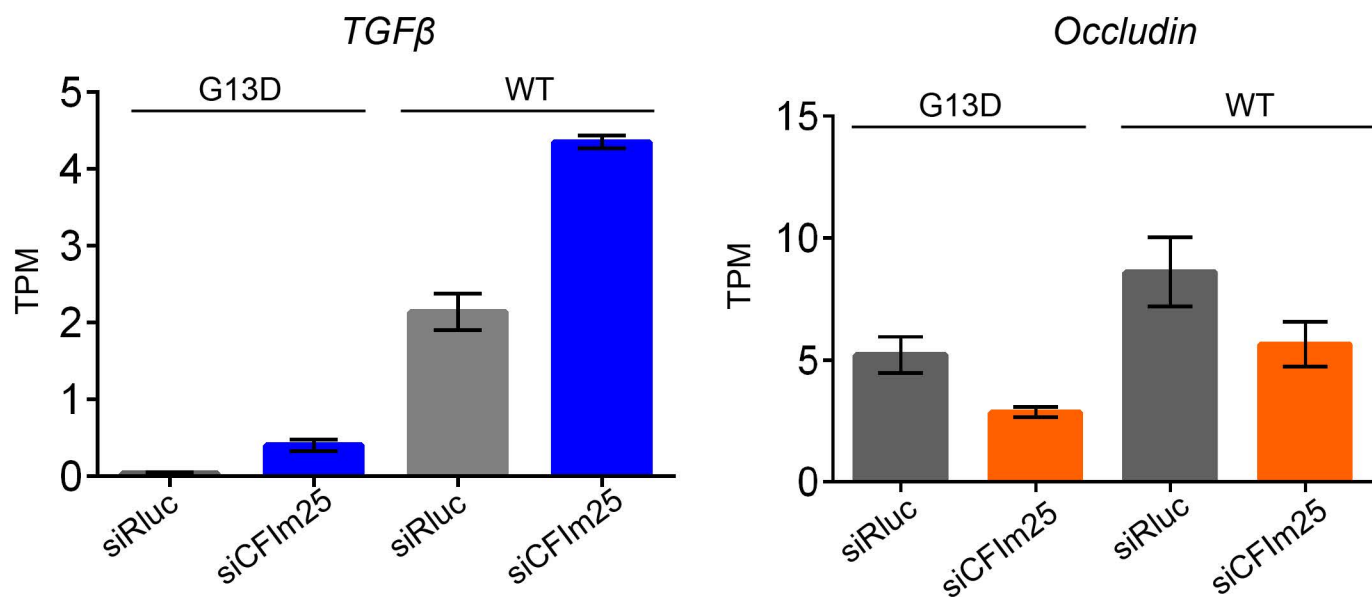 TGFβ
G13D WT
5
4
3
2
1
0
TPM
siRluc siCFIm25 siRluc siCFIm25
Occludin
G13D WT
15
10
5
0
TPM
siRluc siCFIm25 siRluc siCFIm25